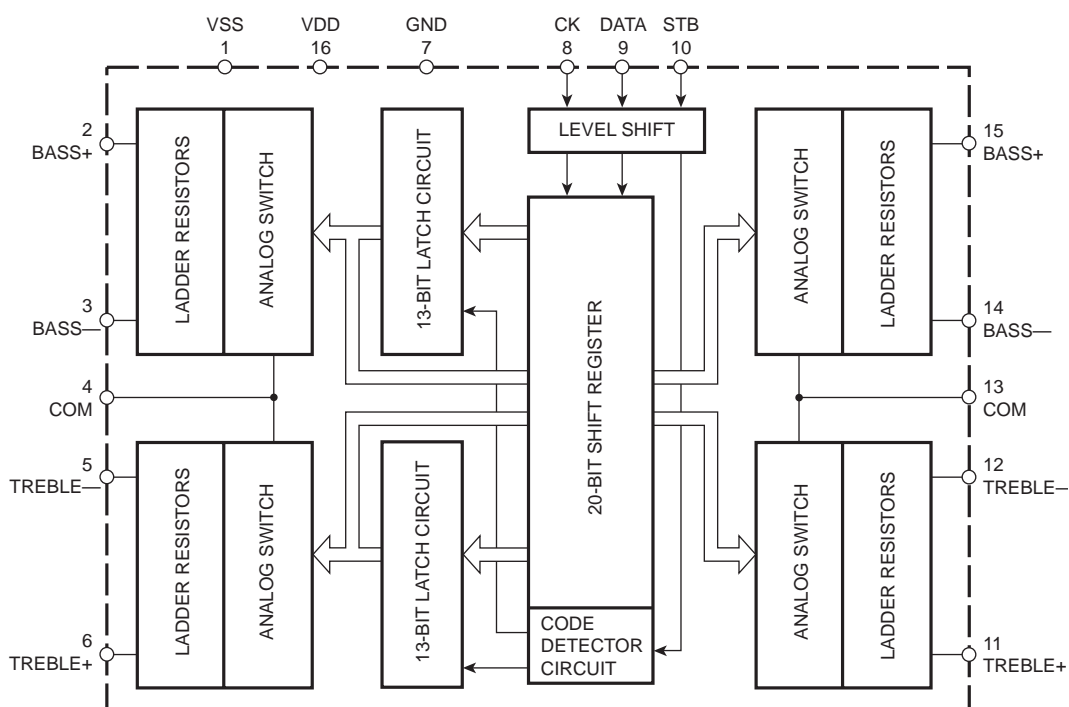 VSS
1
VDD
16
GND
7
CK
8
DATA
9
STB
10
LEVEL SHIFT
2
BASS+
LADDER RESISTORS
ANALOG SWITCH
13-BIT LATCH CIRCUIT
20-BIT SHIFT REGISTER
ANALOG SWITCH
LADDER RESISTORS
15
BASS+
3
BASS—
14
BASS—
4
COM
13
COM
5
TREBLE—
LADDER RESISTORS
ANALOG SWITCH
13-BIT LATCH CIRCUIT
ANALOG SWITCH
LADDER RESISTORS
12
TREBLE—
CODE
DETECTOR
CIRCUIT
6
TREBLE+
11
TREBLE+